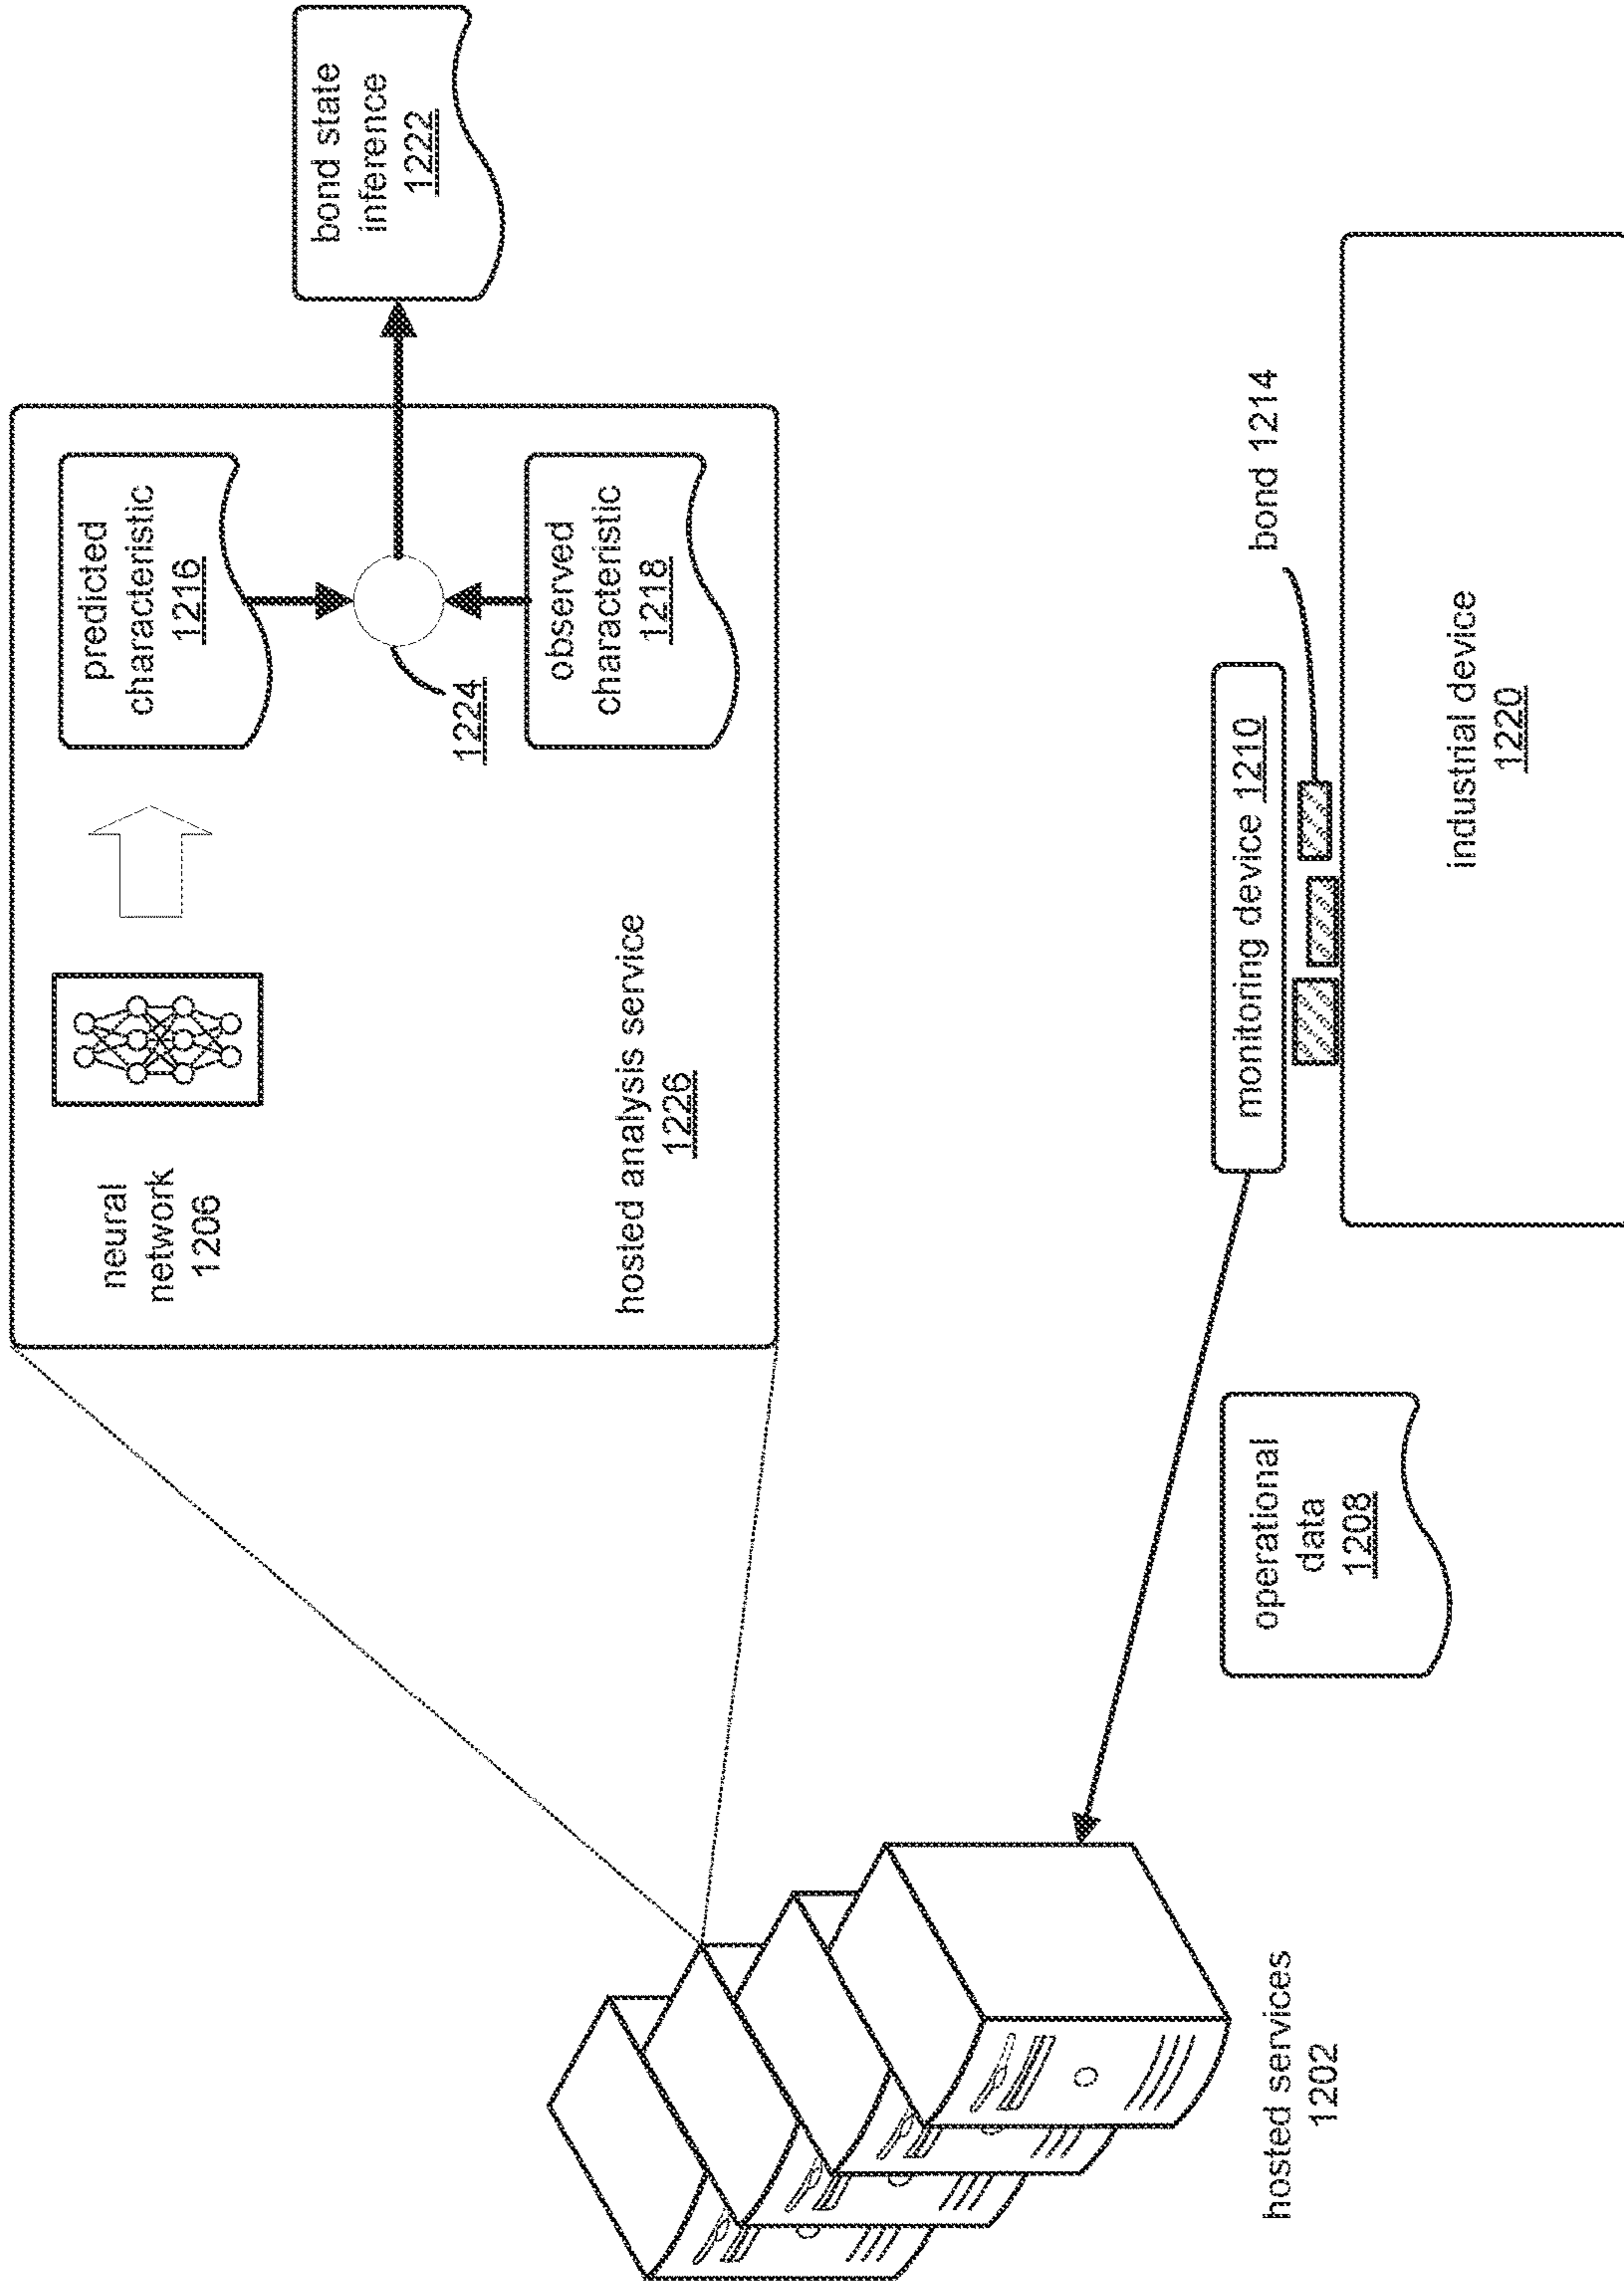 neural
network
1206
predicted
characteristic
1216
1224
observed
characteristic
1218
hosted analysis service
1226
bond state
inference
1222
hosted services
1202
operational
data
1208
monitoring device 1210
bond 1214
industrial device
1220